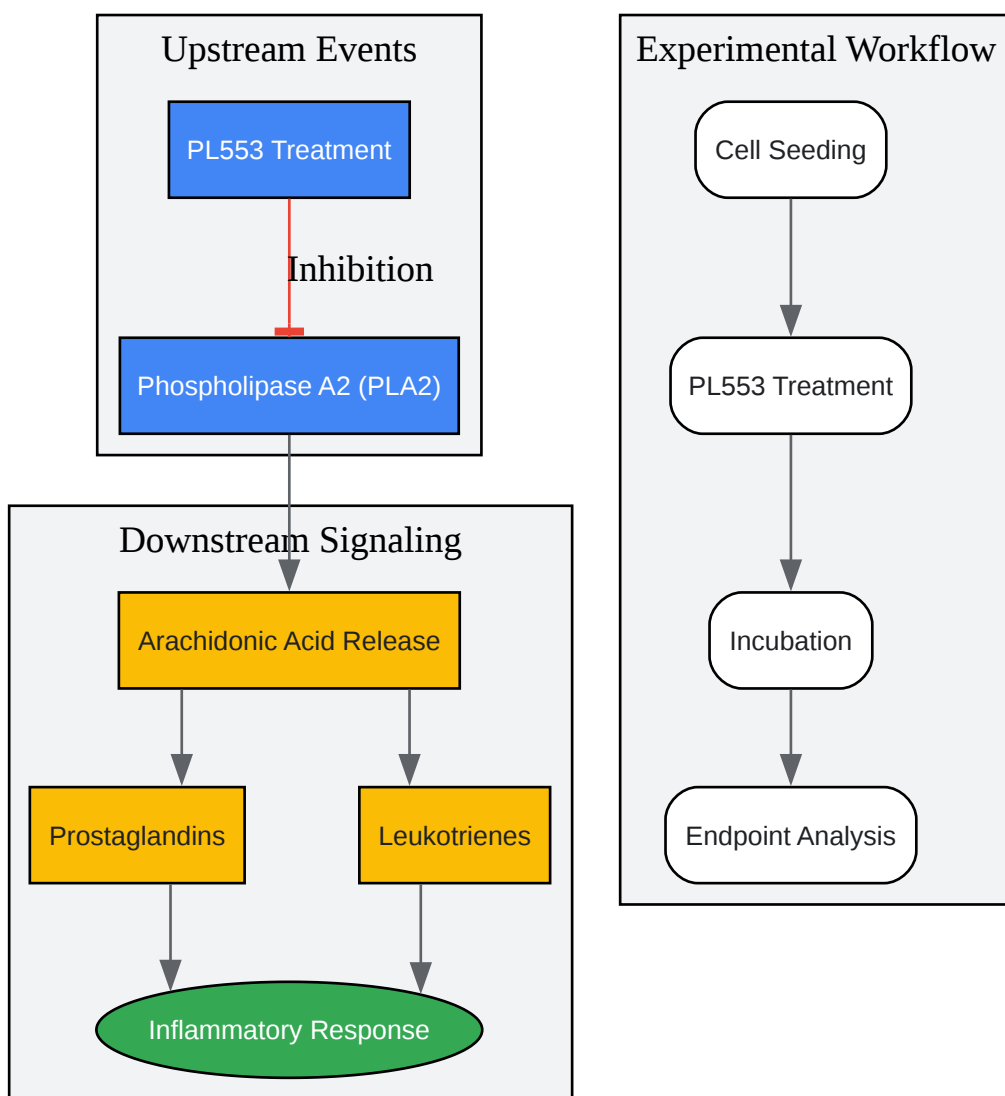 Upstream Events
PL553 Treatment
Inhibition
Phospholipase A2 (PLA2)
Downstream Signaling
Arachidonic Acid Release
Prostaglandins
Leukotrienes
Inflammatory Response
Experimental Workflow
Cell Seeding
PL553 Treatment
Incubation
Endpoint Analysis